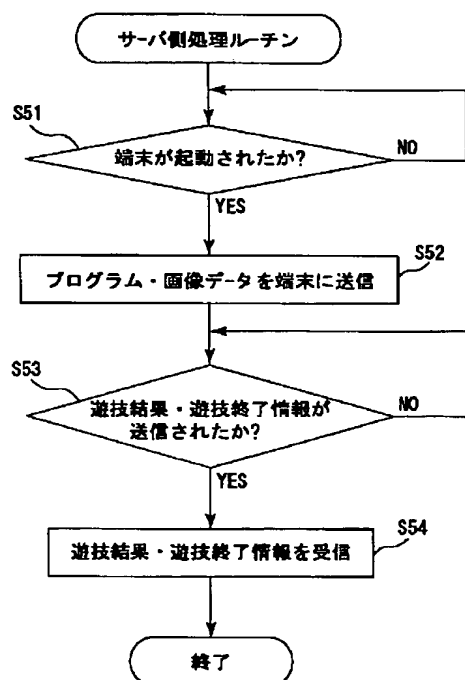 サーバ側処理ルーチン
S51
端末が起動されたか?
NO
YES
S52
プログラム・画像データを端末に送信
S53
遊技結果・遊技終了情報が
送信されたか?
NO
YES
S54
遊技結果・遊技終了情報を受信
終了